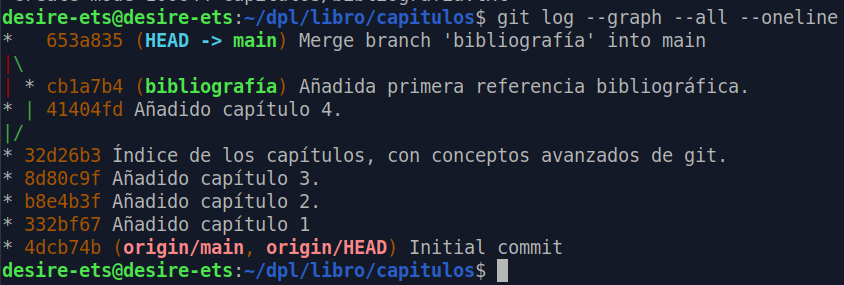 desire-ets@desire-ets:~/dpl/libro/capitulos$ git log --graph --all --oneline
*   653a835 (HEAD -> main) Merge branch 'bibliografía' into main
|\
| * cb1a7b4 (bibliografía) Añadida primera referencia bibliográfica.
* | 41404fd Añadido capítulo 4.
|/
* 32d26b3 Índice de los capítulos, con conceptos avanzados de git.
* 8d80c9f Añadido capítulo 3.
* b8e4b3f Añadido capítulo 2.
* 332bf67 Añadido capítulo 1
* 4dcb74b (origin/main, origin/HEAD) Initial commit
desire-ets@desire-ets:~/dpl/libro/capitulos$